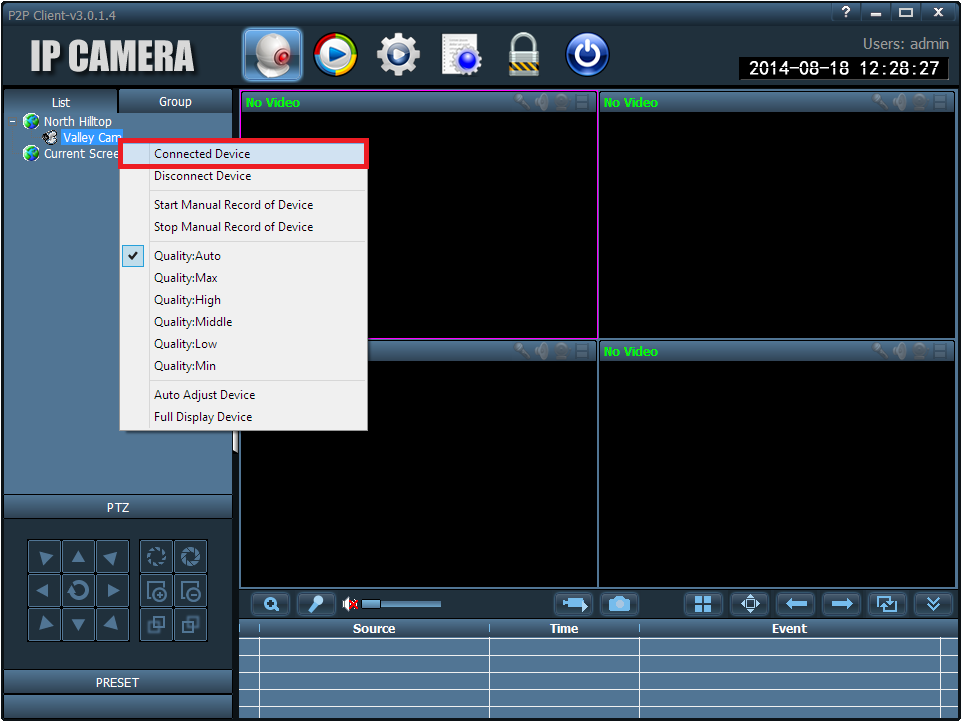 P2P Client-v3.0.1.4
?
IP CAMERA
Users: admin
2014-08-18 12:28:27
List
Group
North Hilltop
Valley Cam
Current Scree
No Video
No Video
Connected Device
Disconnect Device
Start Manual Record of Device
Stop Manual Record of Device
Quality:Auto
Quality:Max
Quality:High
Quality:Middle
Quality:Low
Quality:Min
Auto Adjust Device
Full Display Device
No Video
PTZ
PRESET
Source
Time
Event